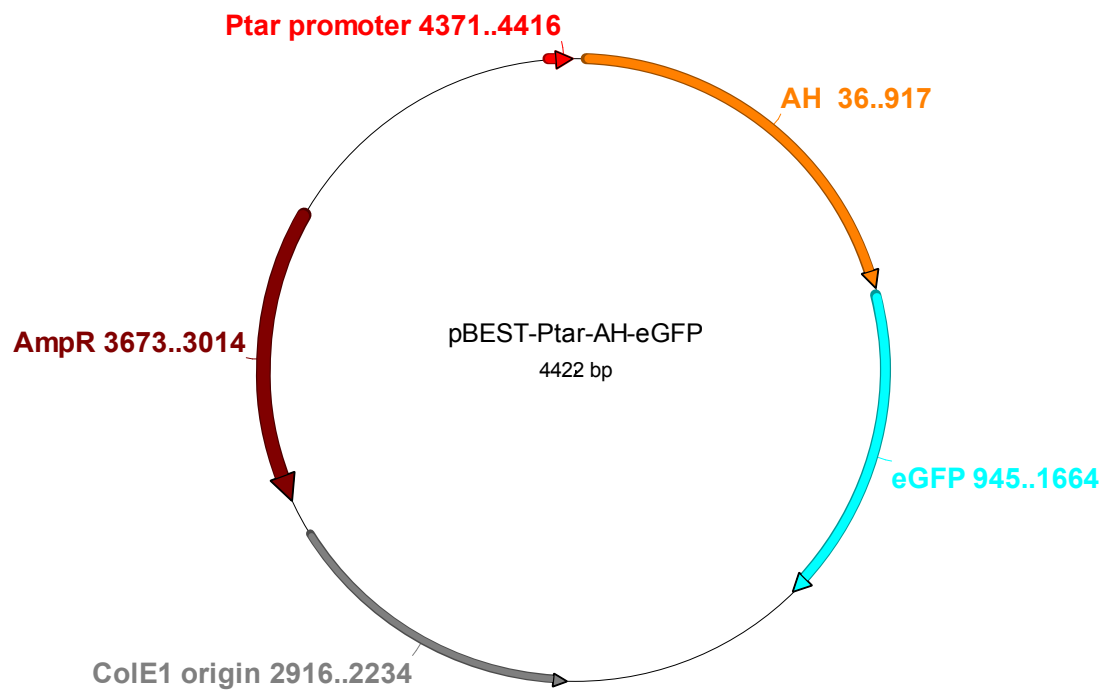 Ptar promoter 4371..4416
AH 36..917
pBEST-Ptar-AH-eGFP
4422 bp
AmpR 3673..3014
eGFP 945..1664
ColE1 origin 2916..2234